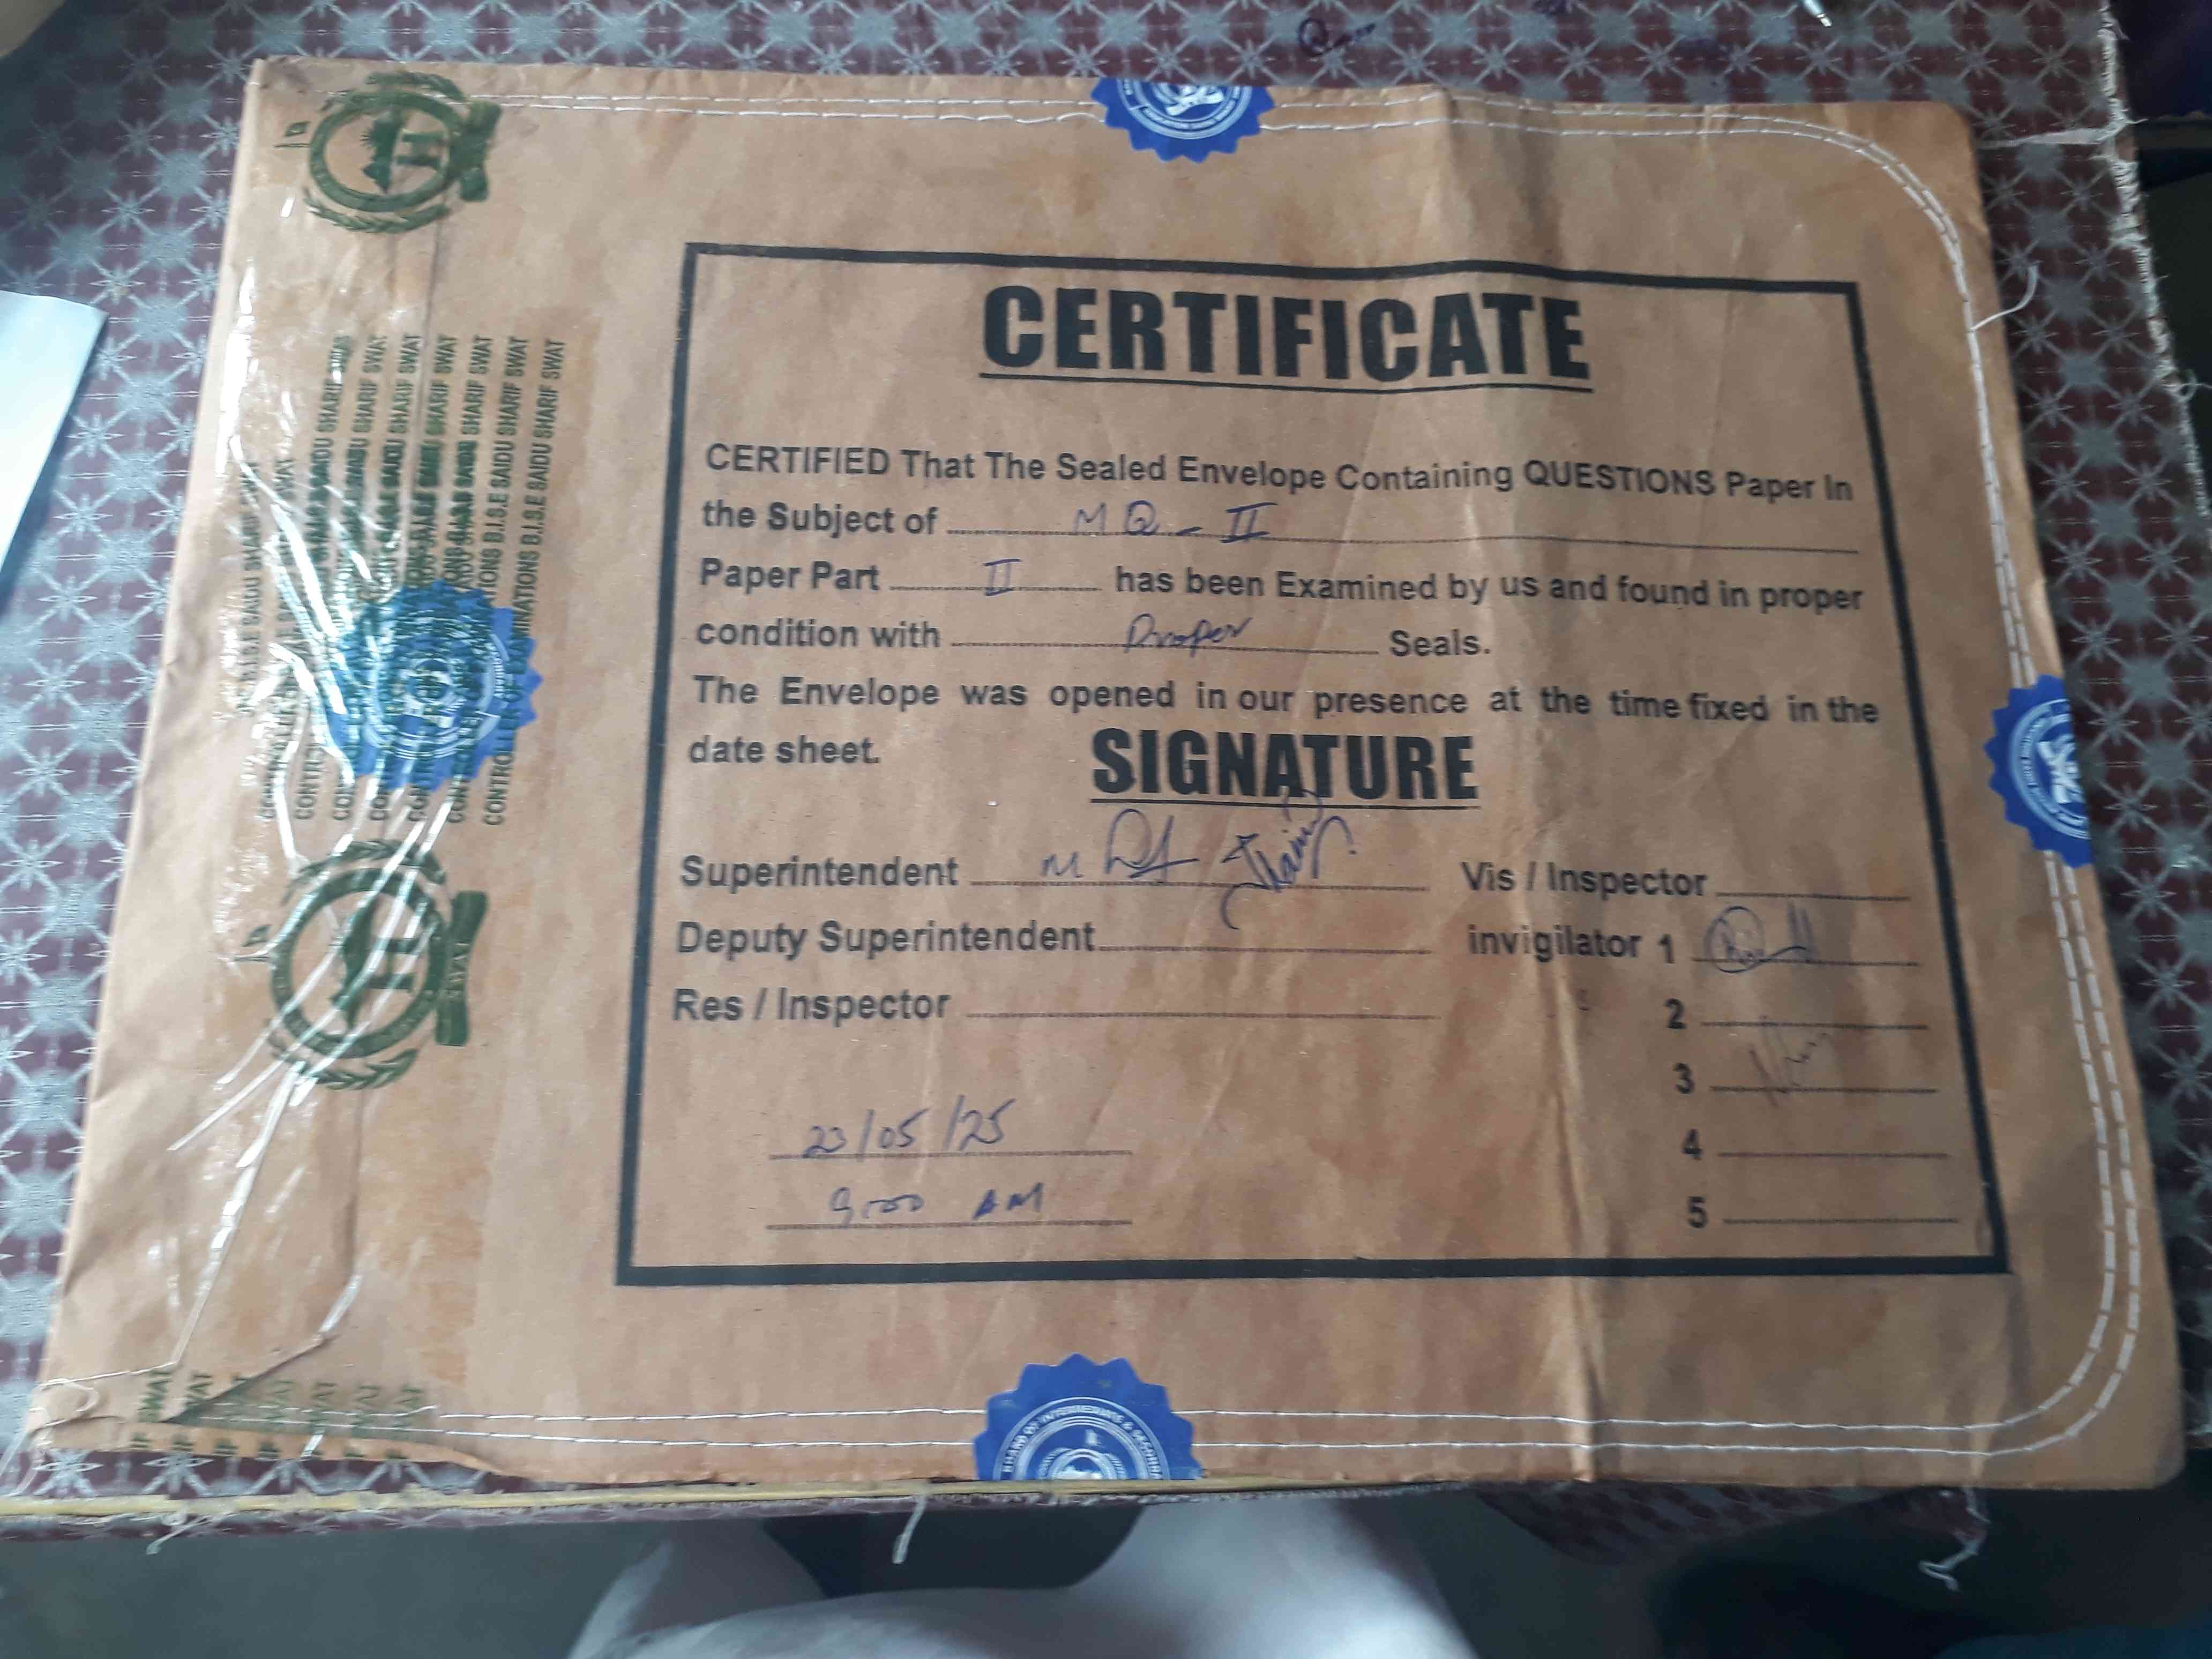 CERTIFICATE
CERTIFIED That The Sealed Envelope Containing QUESTIONS Paper In
the Subject of MQ - II
Paper Part II has been Examined by us and found in proper
condition with Proper Seals.
The Envelope was opened in our presence at the time fixed in the
date sheet.
SIGNATURE
Superintendent M
Vis / Inspector
Deputy Superintendent
invigilator 1
Res / Inspector
2
3
23/05/25
4
9:00 AM
5
CONTROLLER OF EXAMINATIONS B.I.S.E SAIDU SHARIF SWAT